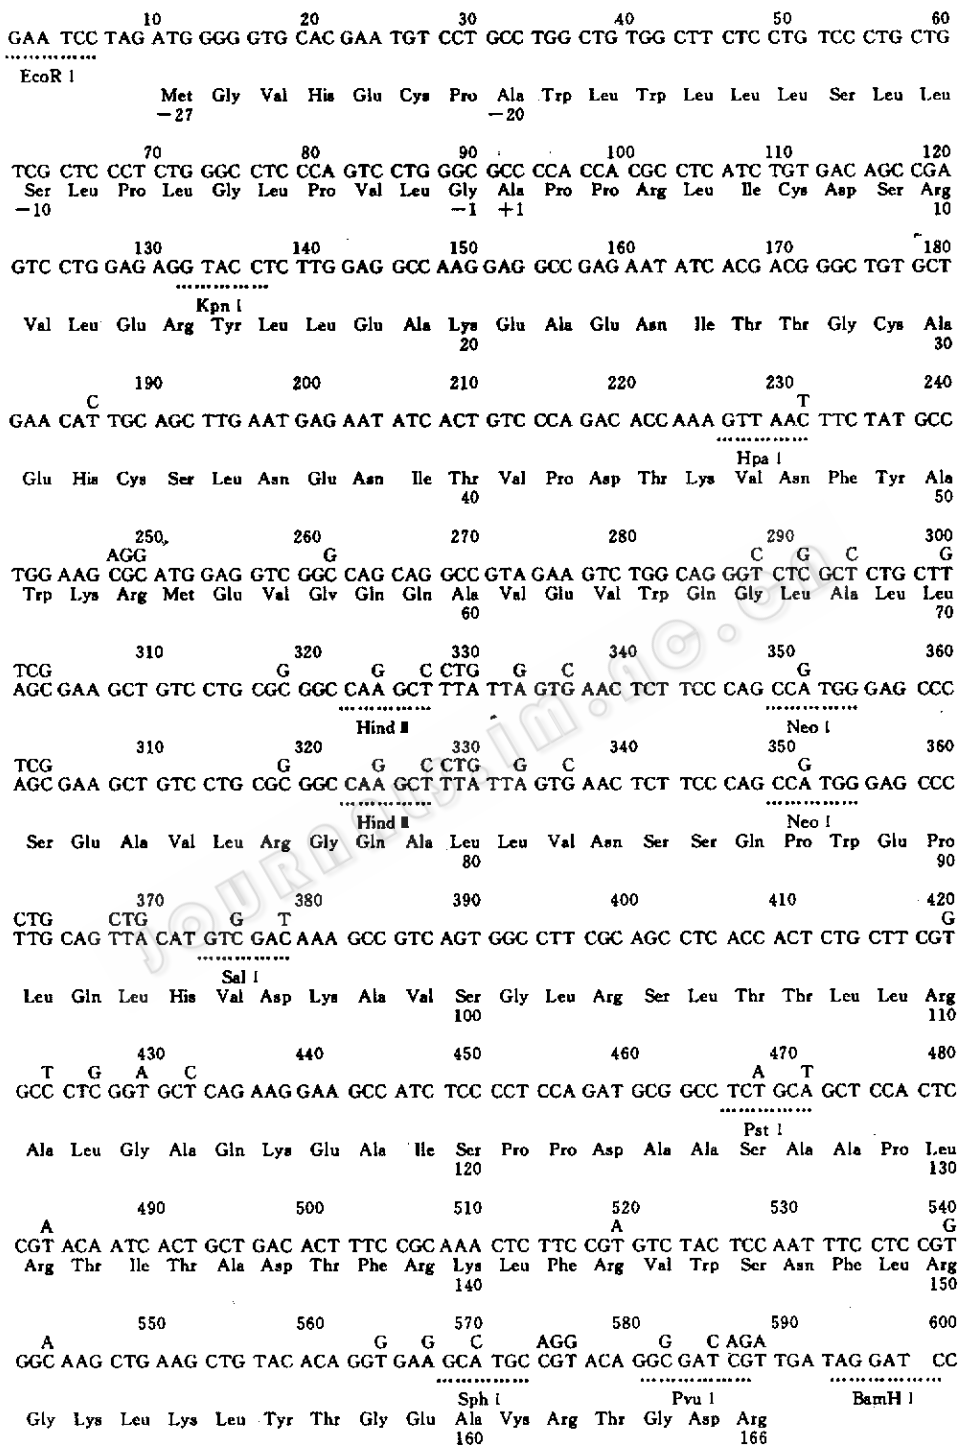 10 20 30 40 50 60
GAA TCC TAG ATG GGG GTG CAC GAA TGT CCT GCC TGG CTG TGG CTT CTC CTG TCC CTG CTG
EcoR I
Met Gly Val His Glu Cys Pro Ala Trp Leu Trp Leu Leu Leu Ser Leu Leu
−27 −20
70 80 90 100 110 120
TCG CTC CCT CTG GGC CTC CCA GTC CTG GGC GCC CCA CCA CGC CTC ATC TGT GAC AGC CGA
Ser Leu Pro Leu Gly Leu Pro Val Leu Gly Ala Pro Pro Arg Leu Ile Cys Asp Ser Arg
−10 −1 +1 10
130 140 150 160 170 180
GTC CTG GAG AGG TAC CTC TTG GAG GCC AAG GAG GCC GAG AAT ATC ACG ACG GGC TGT GCT
Kpn I
Val Leu Glu Arg Tyr Leu Leu Glu Ala Lys Glu Ala Glu Asn Ile Thr Thr Gly Cys Ala
20 30
190 200 210 220 230 240
C T
GAA CAT TGC AGC TTG AAT GAG AAT ATC ACT GTC CCA GAC ACC AAA GTT AAC TTC TAT GCC
Hpa I
Glu His Cys Ser Leu Asn Glu Asn Ile Thr Val Pro Asp Thr Lys Val Asn Phe Tyr Ala
40 50
250 260 270 280 290 300
AGG G C G C G
TGG AAG CGC ATG GAG GTC GGC CAG CAG GCC GTA GAA GTC TGG CAG GGT CTC GCT CTG CTT
Trp Lys Arg Met Glu Val Glv Gln Gln Ala Val Glu Val Trp Gln Gly Leu Ala Leu Leu
60 70
310 320 330 340 350 360
TCG G G C CTG G C G
AGC GAA GCT GTC CTG CGC GGC CAA GCT TTA TTA GTG AAC TCT TCC CAG CCA TGG GAG CCC
Hind Ⅱ Neo I
310 320 330 340 350 360
TCG G G C CTG G C G
AGC GAA GCT GTC CTG CGC GGC CAA GCT TTA TTA GTG AAC TCT TCC CAG CCA TGG GAG CCC
Hind Ⅱ Neo I
Ser Glu Ala Val Leu Arg Gly Gln Ala Leu Leu Val Asn Ser Ser Gln Pro Trp Glu Pro
80 90
370 380 390 400 410 420
CTG CTG G T G
TTG CAG TTA CAT GTC GAC AAA GCC GTC AGT GGC CTT CGC AGC CTC ACC ACT CTG CTT CGT
Sal I
Leu Gln Leu His Val Asp Lys Ala Val Ser Gly Leu Arg Ser Leu Thr Thr Leu Leu Arg
100 110
430 440 450 460 470 480
T G A C A T
GCC CTC GGT GCT CAG AAG GAA GCC ATC TCC CCT CCA GAT GCG GCC TCT GCA GCT CCA CTC
Pst I
Ala Leu Gly Ala Gln Lys Glu Ala Ile Ser Pro Pro Asp Ala Ala Ser Ala Ala Pro Leu
120 130
490 500 510 520 530 540
A A G
CGT ACA ATC ACT GCT GAC ACT TTC CGC AAA CTC TTC CGT GTC TAC TCC AAT TTC CTC CGT
Arg Thr Ile Thr Ala Asp Thr Phe Arg Lys Leu Phe Arg Val Trp Ser Asn Phe Leu Arg
140 150
550 560 570 580 590 600
A G G C AGG G C AGA
GGC AAG CTG AAG CTG TAC ACA GGT GAA GCA TGC CGT ACA GGC GAT CGT TGA TAG GAT CC
Sph I Pvu I BamH I
Gly Lys Leu Lys Leu Tyr Thr Gly Glu Ala Vys Arg Thr Gly Asp Arg
160 166
JOURNALS.IM.AC.CN